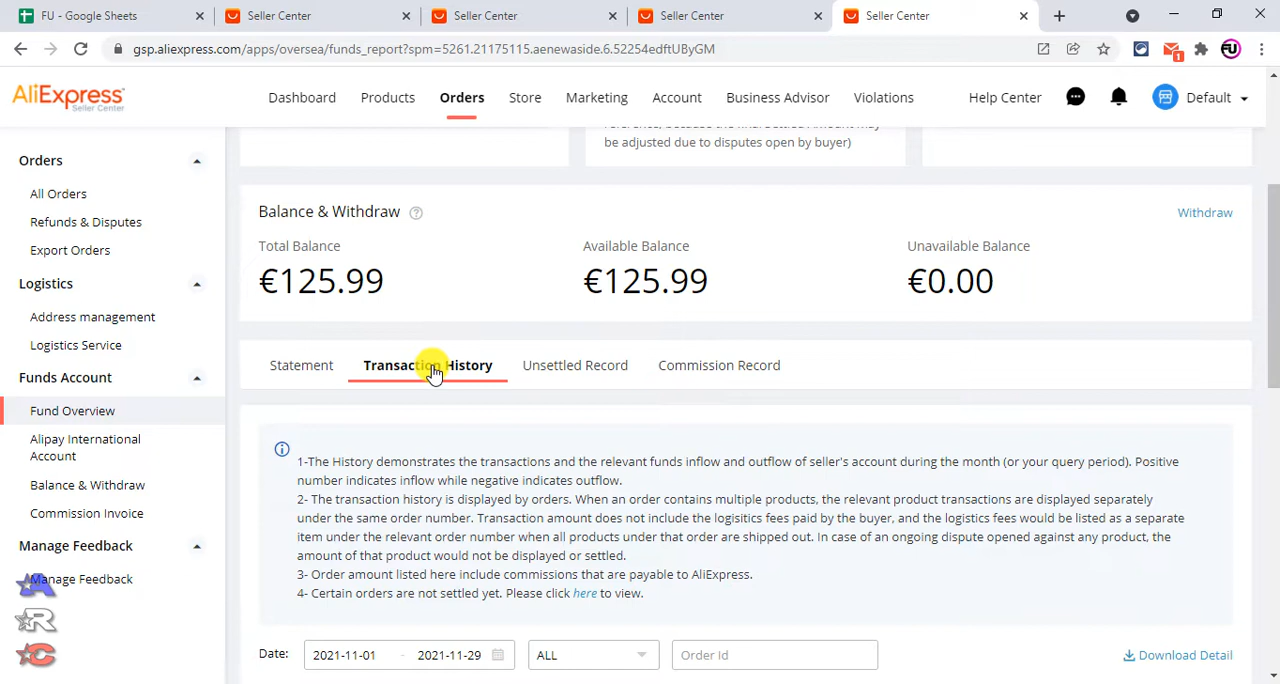 FU - Google Sheets
Seller Center
Seller Center
Seller Center
Seller Center
gsp.aliexpress.com/apps/oversea/funds_report?spm=5261.21175115.aenewaside.6.52254edftUByGM
1
AliExpress
Seller Center
Dashboard
Products
Orders
Store
Marketing
Account
Business Advisor
Violations
Help Center
Default
Orders
All Orders
Refunds & Disputes
Export Orders
Logistics
Address management
Logistics Service
Funds Account
Fund Overview
Alipay International
Account
Balance & Withdraw
Commission Invoice
Manage Feedback
Manage Feedback
A
R
C
reference, because the final settled Amount may
be adjusted due to disputes open by buyer)
Balance & Withdraw
Withdraw
Total Balance
Available Balance
Unavailable Balance
€125.99
€125.99
€0.00
Statement
Transaction History
Unsettled Record
Commission Record
1-The History demonstrates the transactions and the relevant funds inflow and outflow of seller's account during the month (or your query period). Positive
number indicates inflow while negative indicates outflow.
2- The transaction history is displayed by orders. When an order contains multiple products, the relevant product transactions are displayed separately
under the same order number. Transaction amount does not include the logisitics fees paid by the buyer, and the logistics fees would be listed as a separate
item under the relevant order number when all products under that order are shipped out. In case of an ongoing dispute opened against any product, the
amount of that product would not be displayed or settled.
3- Order amount listed here include commissions that are payable to AliExpress.
4- Certain orders are not settled yet. Please click here to view.
Date:
2021-11-01 - 2021-11-29
ALL
Order Id
Download Detail